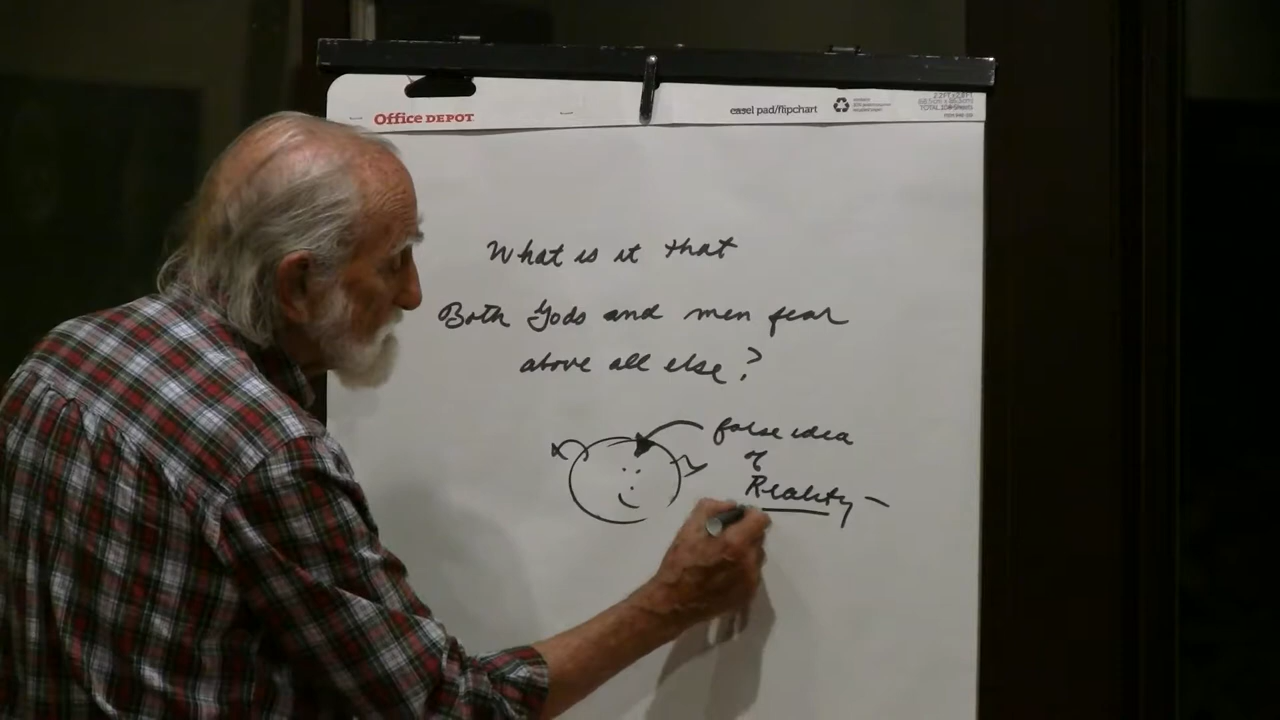 Office DEPOT
easel pad/flipchart
What is it that
Both Gods and men fear
above all else?
false idea
of
Reality –